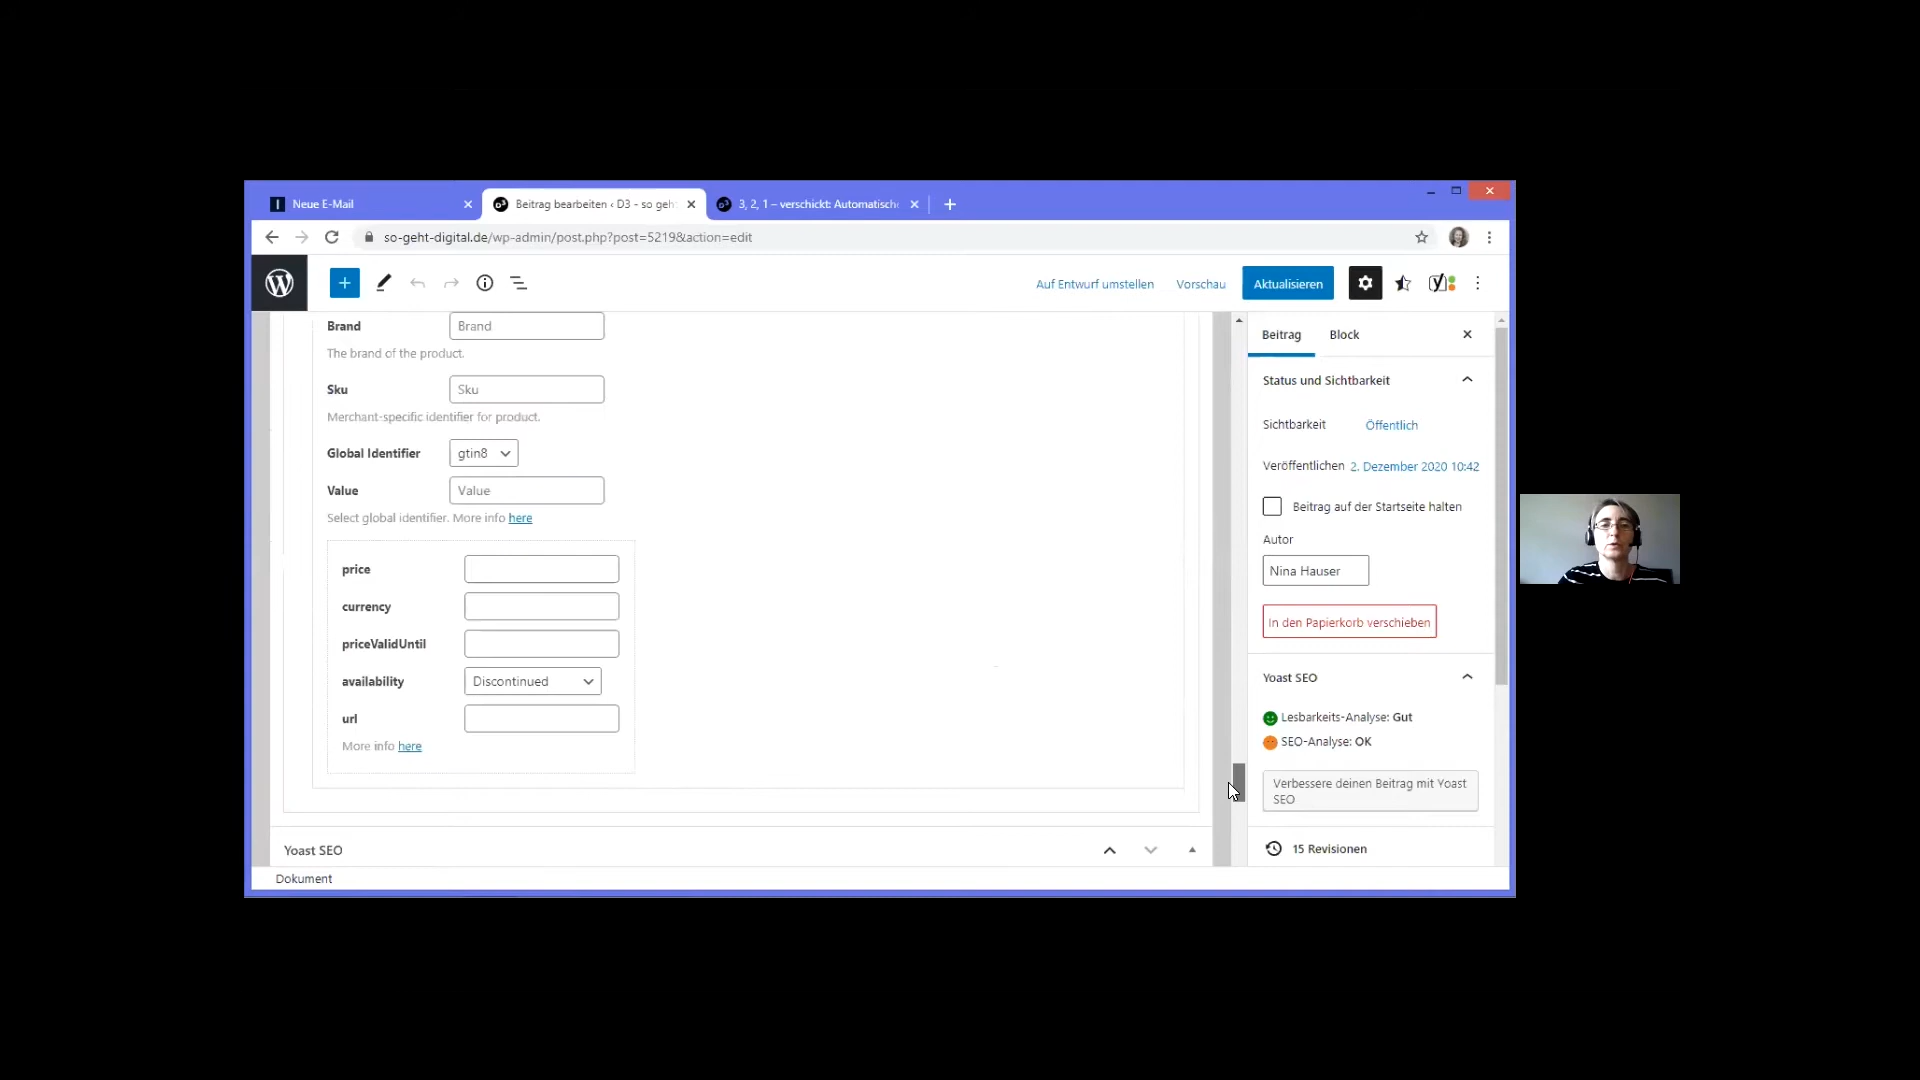 Neue E-Mail
Beitrag bearbeiten ‹ D3 - so geh
3, 2, 1 – verschickt: Automatisch
so-geht-digital.de/wp-admin/post.php?post=5219&action=edit
Auf Entwurf umstellen
Vorschau
Aktualisieren
Brand
Brand
The brand of the product.
Sku
Sku
Merchant-specific identifier for product.
Global Identifier
gtin8
Value
Value
Select global identifier. More info here
price
currency
priceValidUntil
availability
Discontinued
url
More info here
Yoast SEO
Dokument
Beitrag
Block
Status und Sichtbarkeit
Sichtbarkeit
Öffentlich
Veröffentlichen
2. Dezember 2020 10:42
Beitrag auf der Startseite halten
Autor
Nina Hauser
In den Papierkorb verschieben
Yoast SEO
Lesbarkeits-Analyse: Gut
SEO-Analyse: OK
Verbessere deinen Beitrag mit Yoast
SEO
15 Revisionen